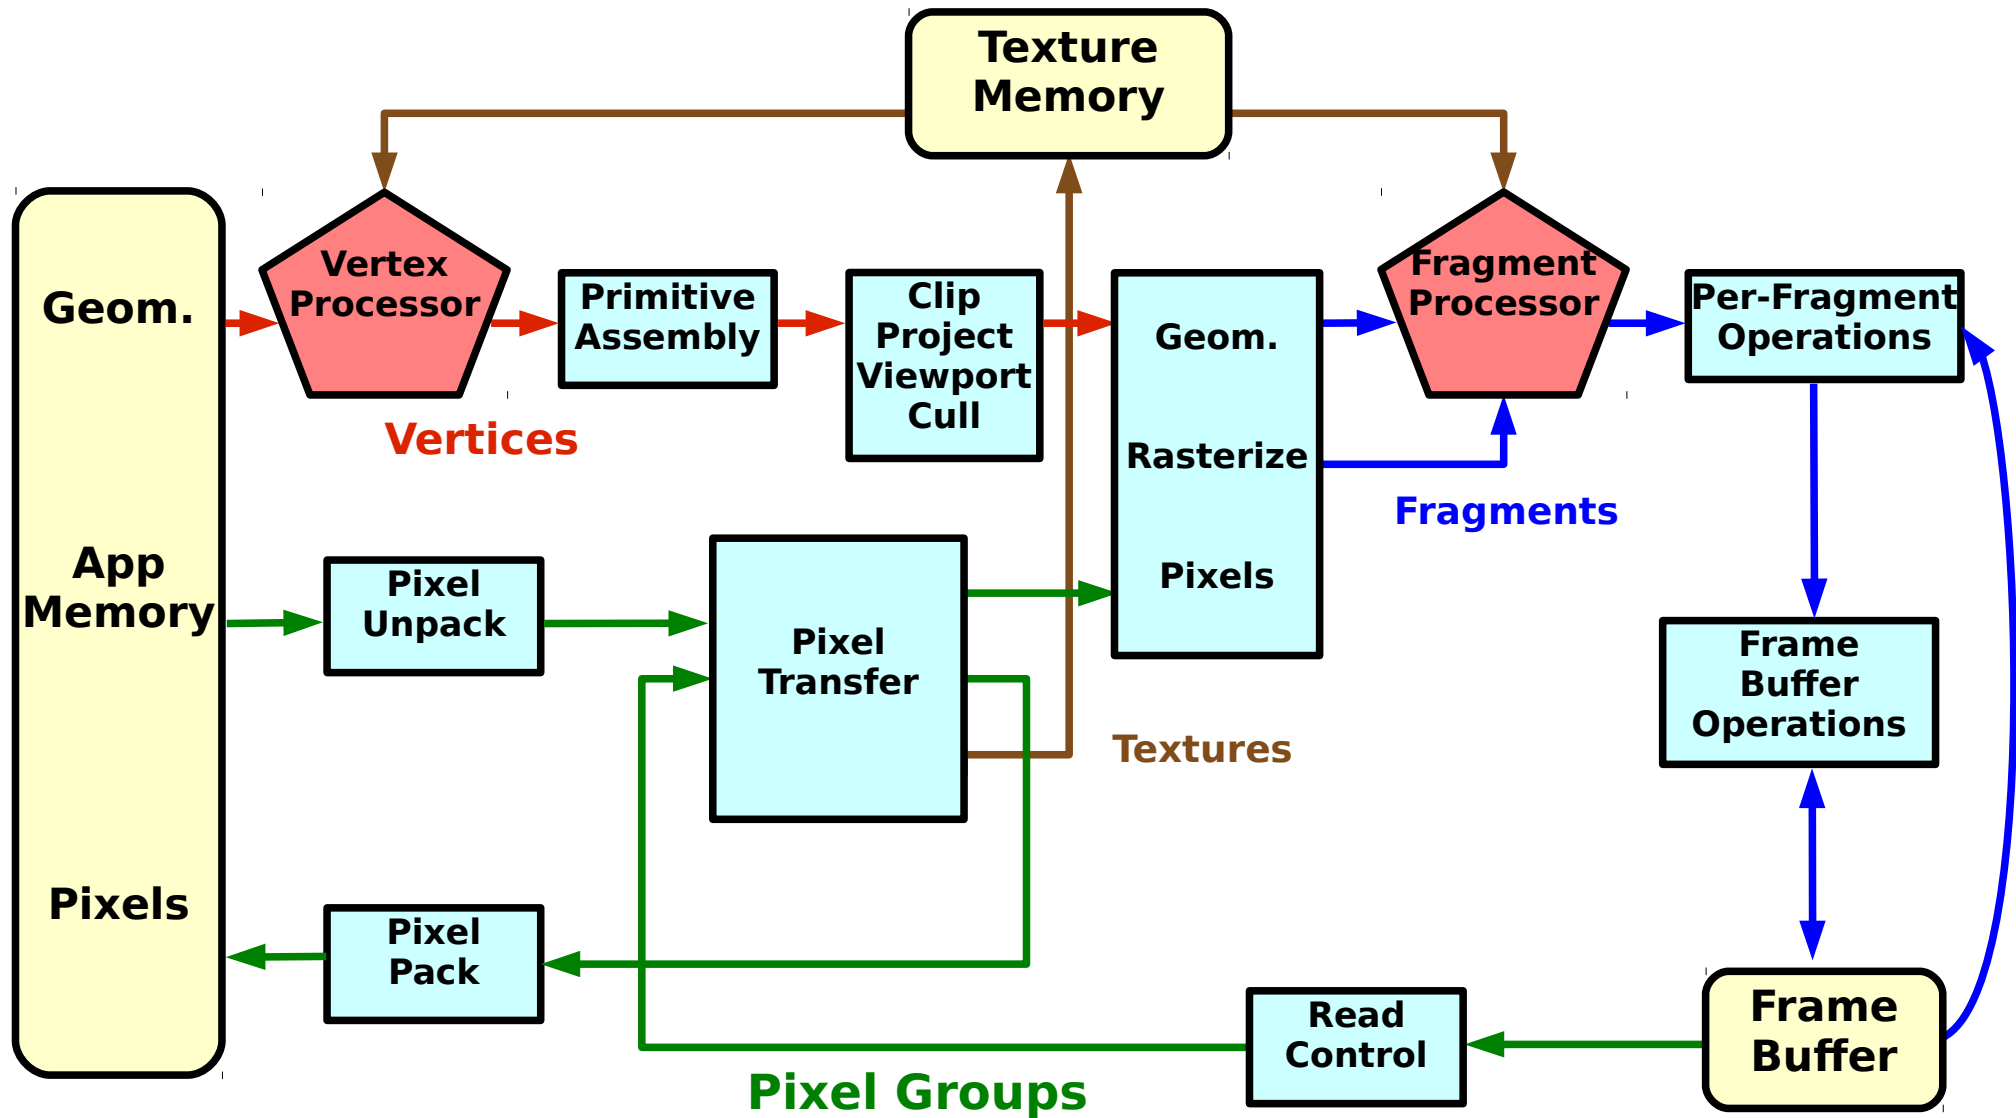 Texture
Memory
Geom.
App
Memory
Pixels
Vertex
Processor
Primitive
Assembly
Clip
Project
Viewport
Cull
Geom.
Rasterize
Pixels
Fragment
Processor
Per-Fragment
Operations
Vertices
Fragments
Pixel
Unpack
Pixel
Transfer
Textures
Frame
Buffer
Operations
Pixel
Pack
Read
Control
Frame
Buffer
Pixel Groups